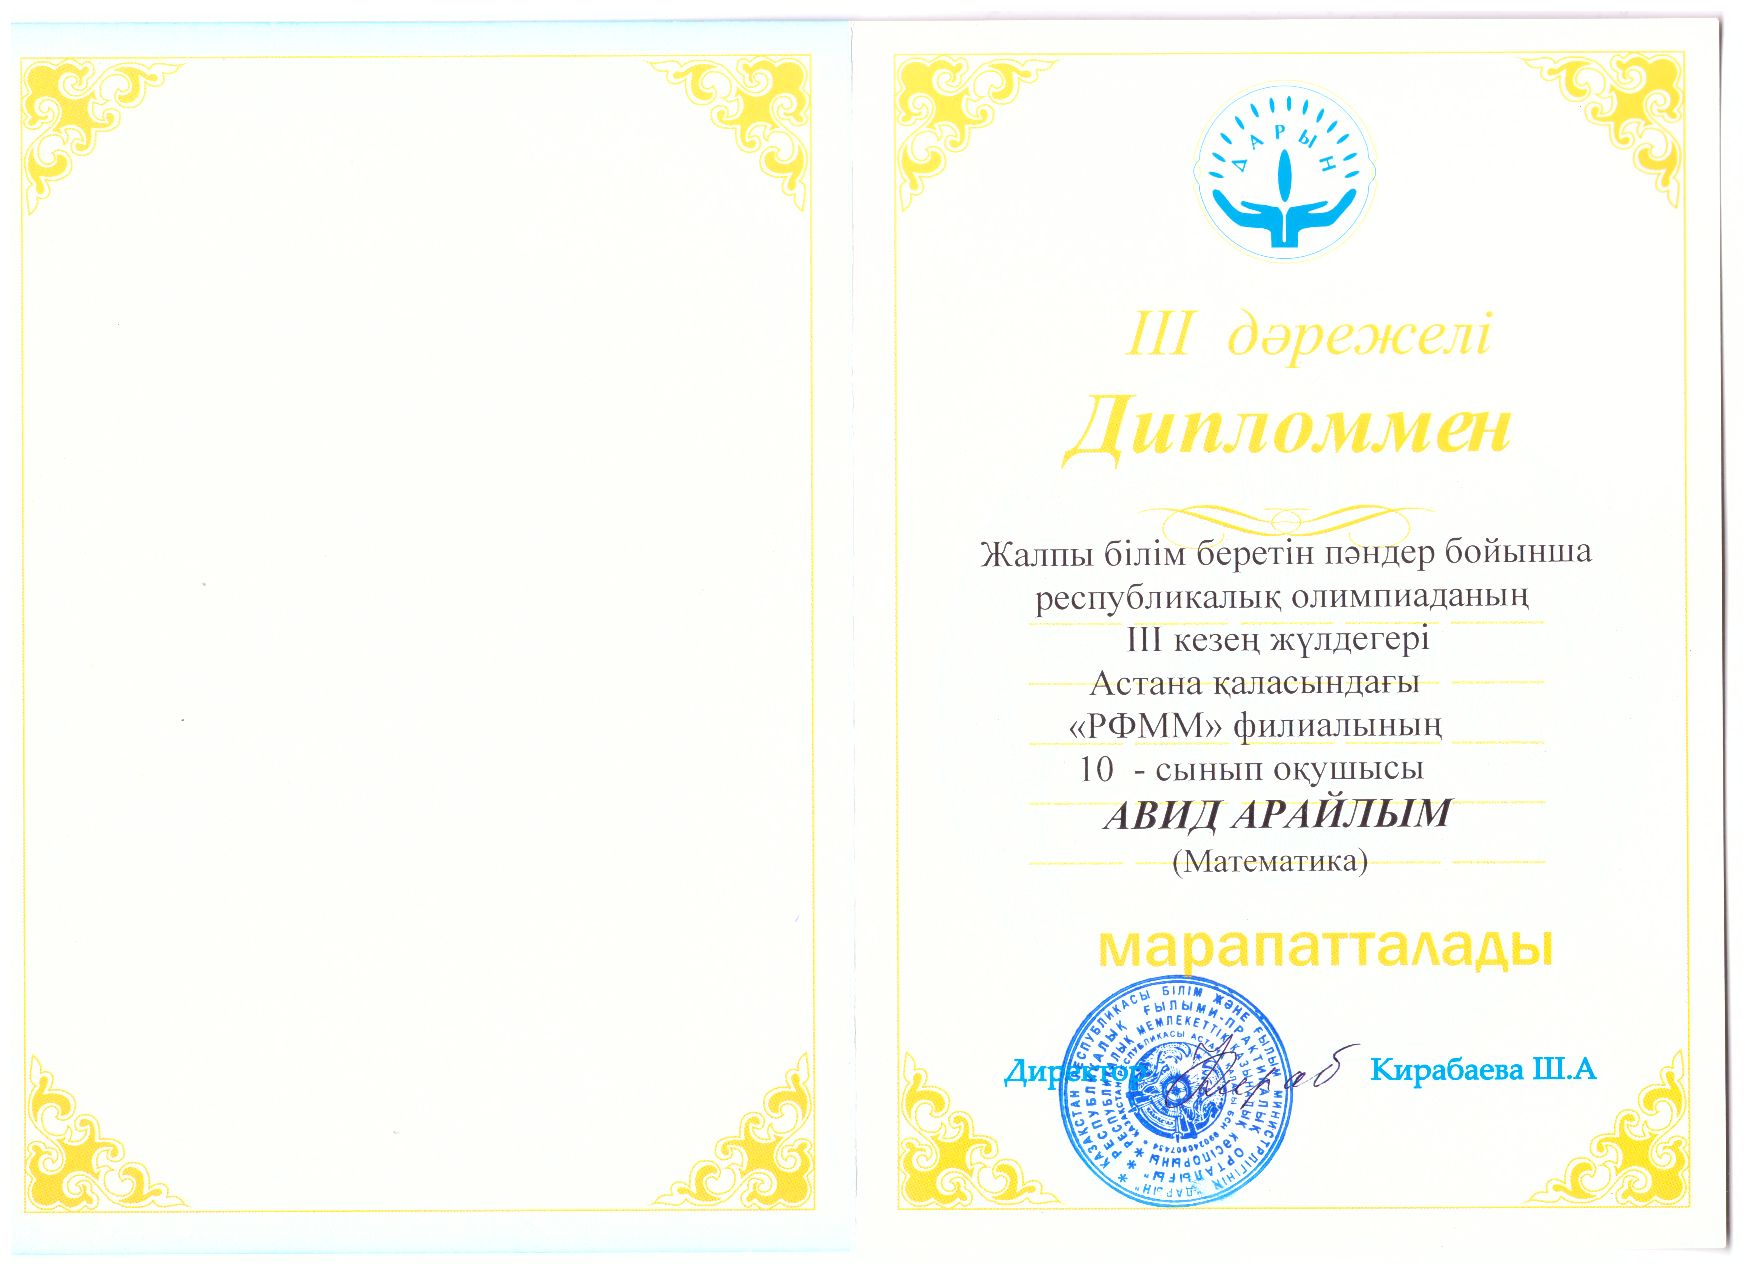 ДАРЫН
III дәрежелі
Дипломмен
Жалпы білім беретін пәндер бойынша
республикалық олимпиаданың
III кезең жүлдегері
Астана қаласындағы
«РФММ» филиалының
10 - сынып оқушысы
АВИД АРАЙЛЫМ
(Математика)
марапатталады
Директор
Кирабаева Ш.А
ҚАЗАҚСТАН РЕСПУБЛИКАСЫ БІЛІМ ЖӘНЕ ҒЫЛЫМ МИНИСТРЛІГІНІҢ "ДАРЫН"
РЕСПУБЛИКАЛЫҚ ҒЫЛЫМИ-ПРАКТИКАЛЫҚ ОРТАЛЫҒЫ"
РЕСПУБЛИКАЛЫҚ МЕМЛЕКЕТТІК ҚАЗЫНАЛЫҚ КӘСІПОРНЫ